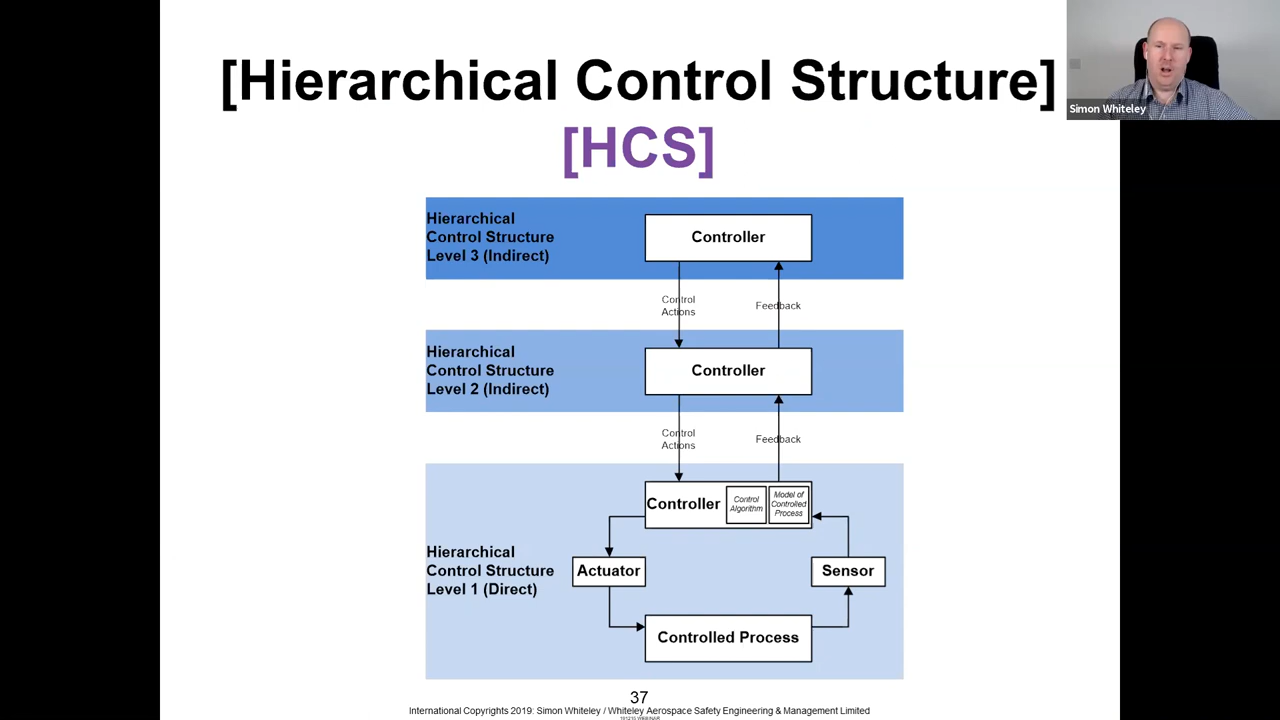 [Hierarchical Control Structure]
[HCS]
Simon Whiteley
Hierarchical
Control Structure
Level 3 (Indirect)
Controller
Control
Actions
Feedback
Hierarchical
Control Structure
Level 2 (Indirect)
Controller
Control
Actions
Feedback
Controller
Control
Algorithm
Model of
Controlled
Process
Hierarchical
Control Structure
Level 1 (Direct)
Actuator
Sensor
Controlled Process
37
International Copyrights 2019: Simon Whiteley / Whiteley Aerospace Safety Engineering & Management Limited
191215 WEBINAR